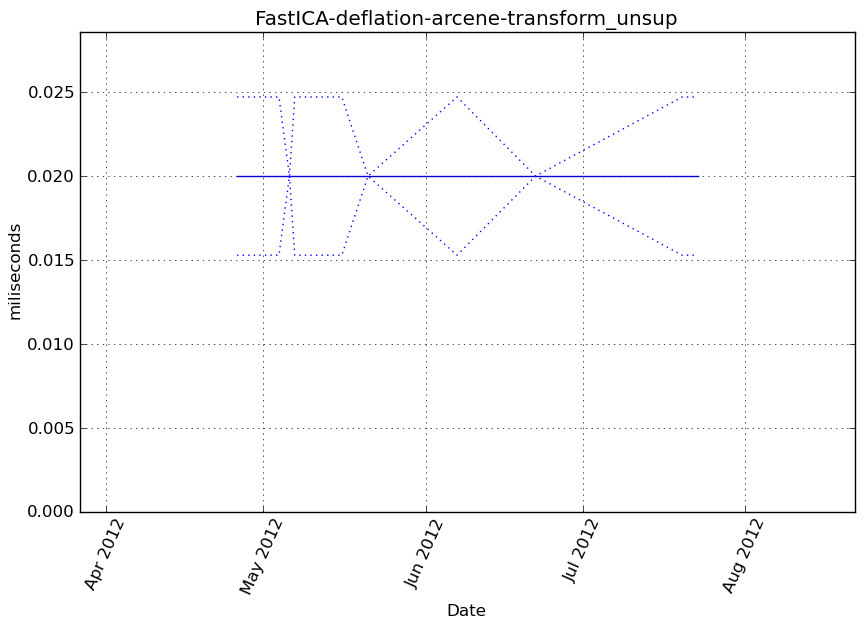 FastICA-deflation-arcene-transform_unsup
0.025
0.020
0.015
0.010
0.005
0.000
miliseconds
Apr 2012
May 2012
Jun 2012
Jul 2012
Aug 2012
Date